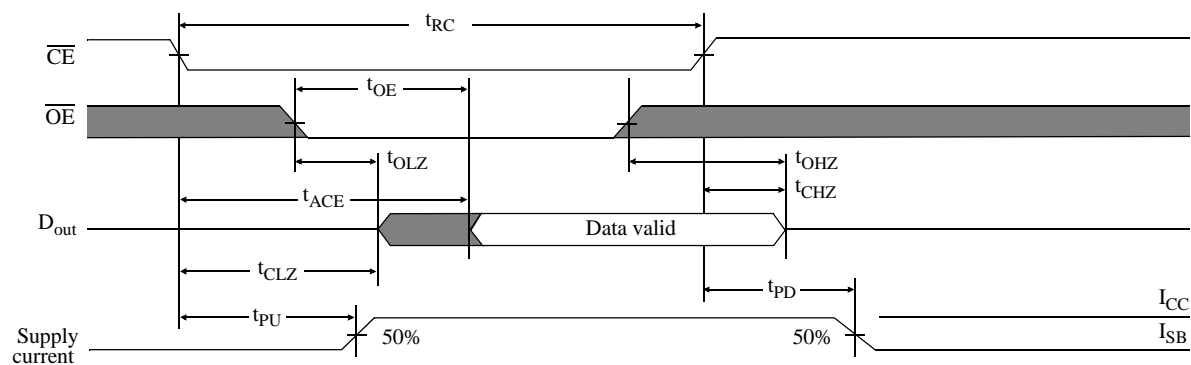 tRC
CE
tOE
OE
tOLZ
tOHZ
tACE
tCHZ
Dout
Data valid
tCLZ
tPD
ICC
tPU
50%
50%
ISB
Supply
current